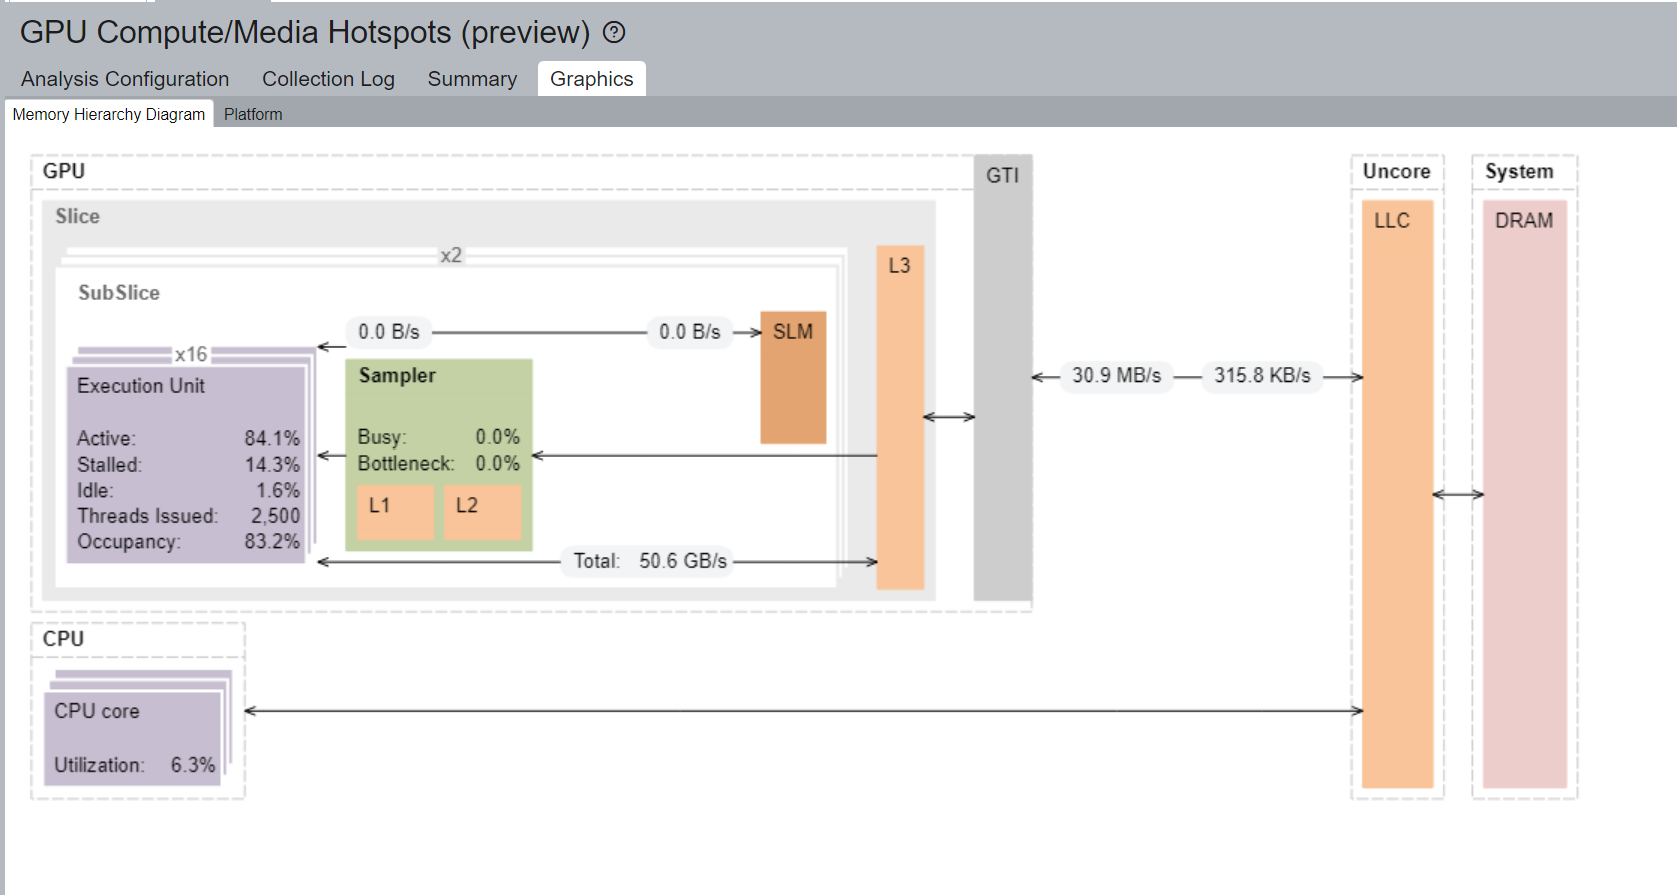 GPU Compute/Media Hotspots (preview) ?
Analysis Configuration Collection Log Summary Graphics
Memory Hierarchy Diagram Platform
GPU
GTI
Uncore
System
Slice
LLC
DRAM
x2
L3
SubSlice
0.0 B/s
0.0 B/s
SLM
x16
Execution Unit
Active: 84.1%
Stalled: 14.3%
Idle: 1.6%
Threads Issued: 2,500
Occupancy: 83.2%
Sampler
Busy: 0.0%
Bottleneck: 0.0%
L1
L2
Total: 50.6 GB/s
30.9 MB/s
315.8 KB/s
CPU
CPU core
Utilization: 6.3%